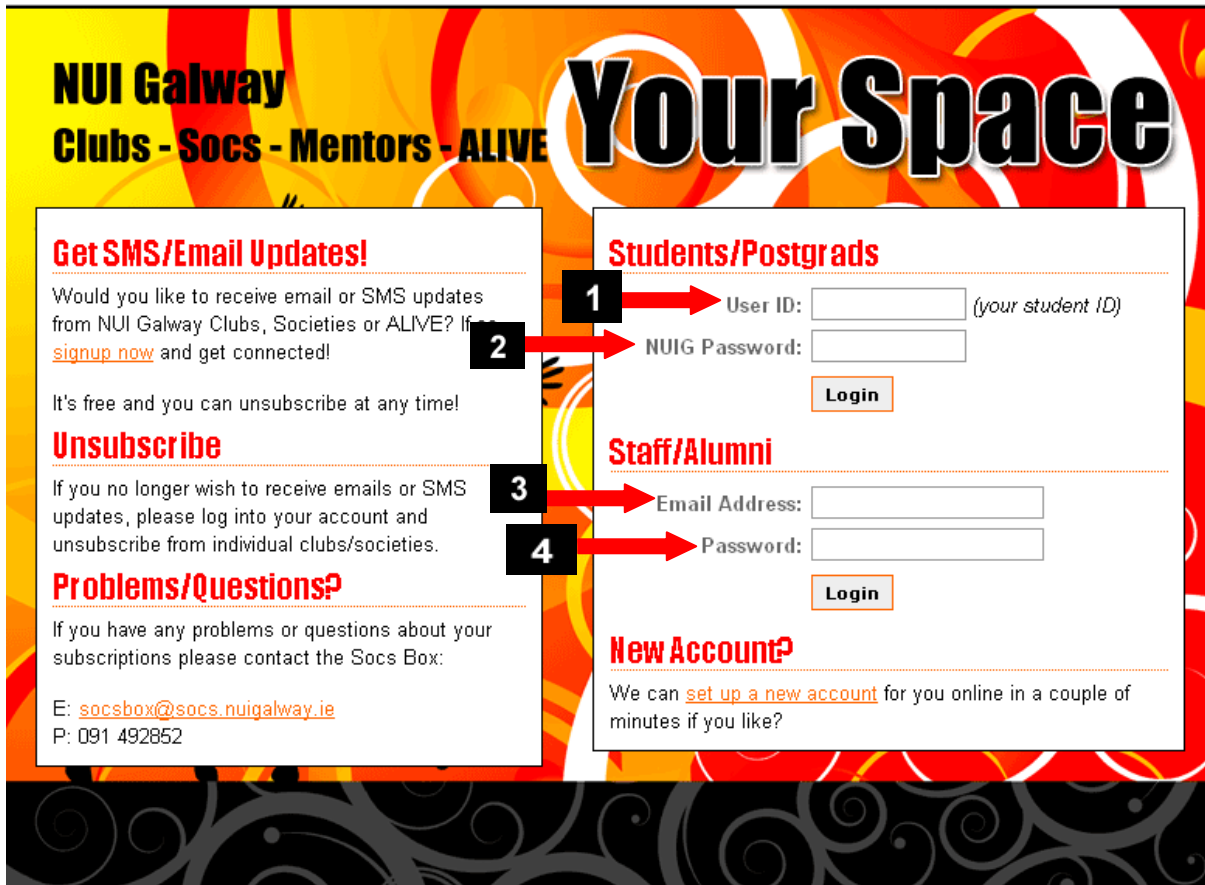 NUI Galway
Clubs - Socs - Mentors - ALIVE
Your Space
Get SMS/Email Updates!
Would you like to receive email or SMS updates
from NUI Galway Clubs, Societies or ALIVE? If
signup now and get connected!
It's free and you can unsubscribe at any time!
Unsubscribe
If you no longer wish to receive emails or SMS
updates, please log into your account and
unsubscribe from individual clubs/societies.
Problems/Questions?
If you have any problems or questions about your
subscriptions please contact the Socs Box:
E: socsbox@socs.nuigalway.ie
P: 091 492852
Students/Postgrads
1 User ID: (your student ID)
2 NUIG Password:
Login
Staff/Alumni
3 Email Address:
4 Password:
Login
New Account?
We can set up a new account for you online in a couple of
minutes if you like?